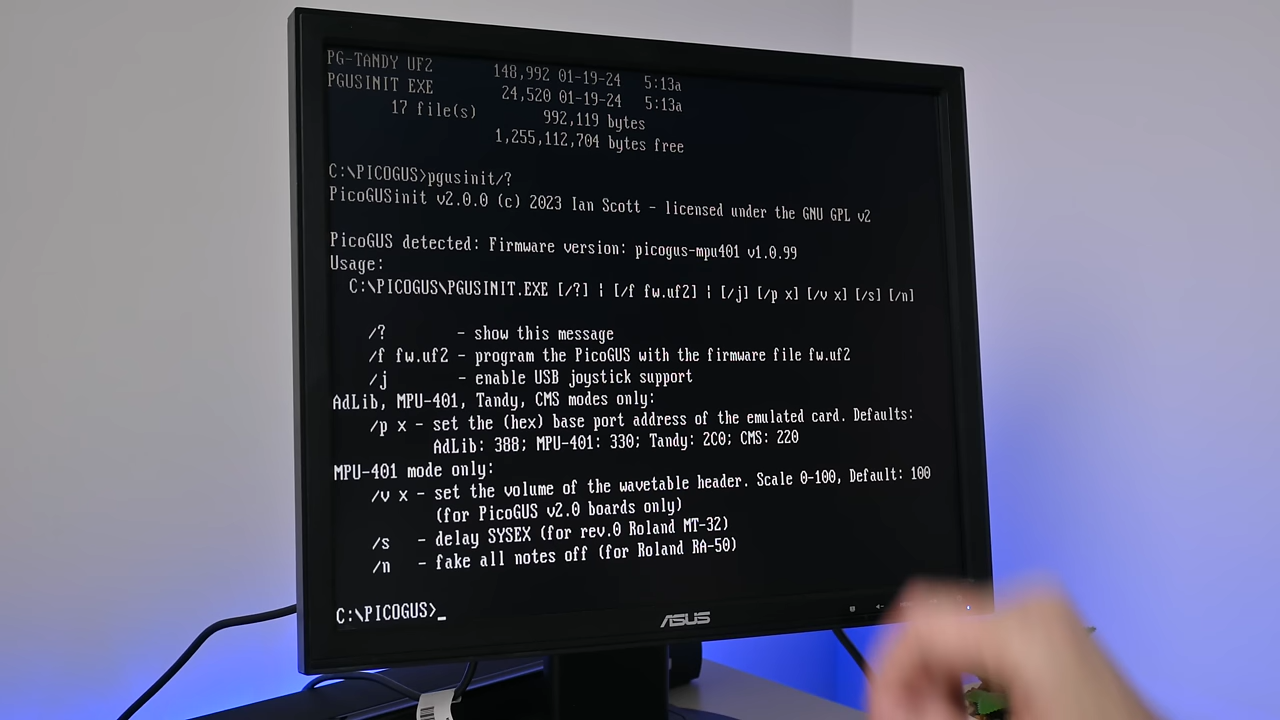 PG-TANDY UF2 148,992 01-19-24 5:13a
PGUSINIT EXE 24,520 01-19-24 5:13a
17 file(s) 992,119 bytes
1,255,112,704 bytes free
C:\PICOGUS>pgusinit/?
PicoGUSinit v2.0.0 (c) 2023 Ian Scott - licensed under the GNU GPL v2
PicoGUS detected: Firmware version: picogus-mpu401 v1.0.99
Usage:
C:\PICOGUS\PGUSINIT.EXE [/?] | [/f fw.uf2] | [/j] [/p x] [/v x] [/s] [/n]
/? - show this message
/f fw.uf2 - program the PicoGUS with the firmware file fw.uf2
/j - enable USB joystick support
AdLib, MPU-401, Tandy, CMS modes only:
/p x - set the (hex) base port address of the emulated card. Defaults:
AdLib: 388; MPU-401: 330; Tandy: 2C0; CMS: 220
MPU-401 mode only:
/v x - set the volume of the wavetable header. Scale 0-100, Default: 100
(for PicoGUS v2.0 boards only)
/s - delay SYSEX (for rev.0 Roland MT-32)
/n - fake all notes off (for Roland RA-50)
C:\PICOGUS>_
ASUS